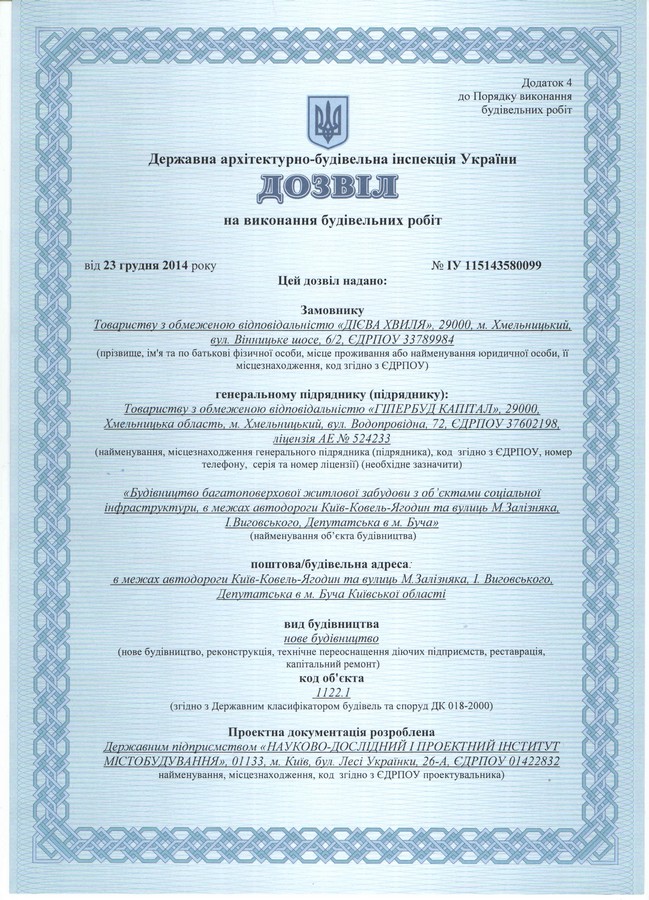 Додаток 4
до Порядку виконання
будівельних робіт
Державна архітектурно-будівельна інспекція України
ДОЗВІЛ
на виконання будівельних робіт
від 23 грудня 2014 року
№ ІУ 115143580099
Цей дозвіл надано:
Замовнику
Товариству з обмеженою відповідальністю «ДІЄВА ХВИЛЯ», 29000, м. Хмельницький,
вул. Вінницьке шосе, 6/2, ЄДРПОУ 33789984
(прізвище, ім'я та по батькові фізичної особи, місце проживання або найменування юридичної особи, її
місцезнаходження, код згідно з ЄДРПОУ)
генеральному підряднику (підряднику):
Товариству з обмеженою відповідальністю «ГІПЕРБУД КАПІТАЛ», 29000,
Хмельницька область, м. Хмельницький, вул. Водопровідна, 72, ЄДРПОУ 37602198,
ліцензія АЕ № 524233
(найменування, місцезнаходження генерального підрядника (підрядника), код згідно з ЄДРПОУ, номер
телефону, серія та номер ліцензії) (необхідне зазначити)
«Будівництво багатоповерхової житлової забудови з об’єктами соціальної
інфраструктури, в межах автодороги Київ-Ковель-Ягодин та вулиць М.Залізняка,
І.Виговського, Депутатська в м. Буча»
(найменування об’єкта будівництва)
поштова/будівельна адреса:
в межах автодороги Київ-Ковель-Ягодин та вулиць М.Залізняка, І. Виговського,
Депутатська в м. Буча Київської області
вид будівництва
нове будівництво
(нове будівництво, реконструкція, технічне переоснащення діючих підприємств, реставрація,
капітальний ремонт)
код об'єкта
1122.1
(згідно з Державним класифікатором будівель та споруд ДК 018-2000)
Проектна документація розроблена
Державним підприємством «НАУКОВО-ДОСЛІДНИЙ І ПРОЕКТНИЙ ІНСТИТУТ
МІСТОБУДУВАННЯ», 01133, м. Київ, бул. Лесі Українки, 26-А, ЄДРПОУ 01422832
найменування, місцезнаходження, код згідно з ЄДРПОУ проектувальника)